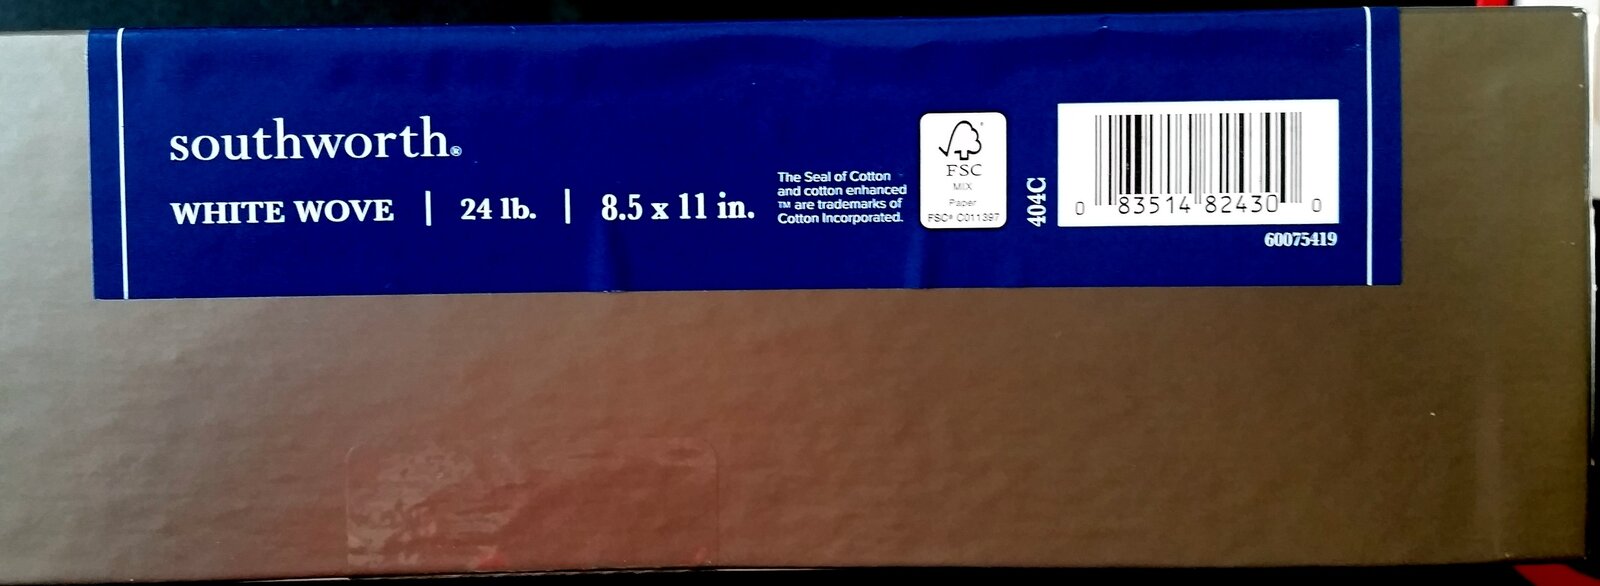 southworth®
WHITE WOVE | 24 lb. | 8.5 x 11 in.
The Seal of Cotton
and cotton enhanced
™ are trademarks of
Cotton Incorporated.
FSC
MIX
Paper
FSC® C011397
404C
0 83514 82430 0
60075419